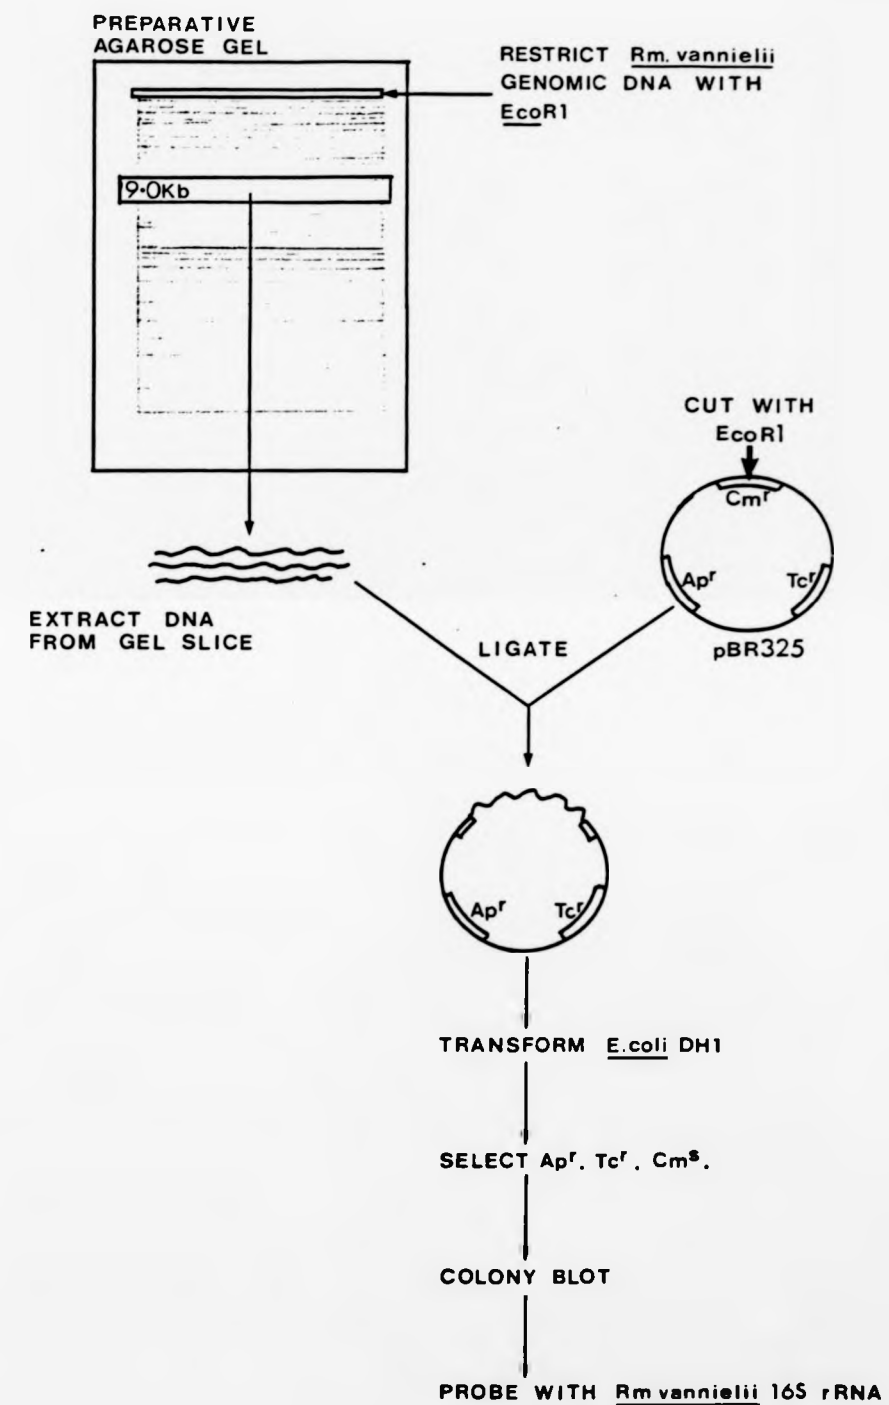 PREPARATIVE
AGAROSE GEL
RESTRICT Rm. vannielii
GENOMIC DNA WITH
EcoR1
9·0Kb
CUT WITH
EcoR1
Cmʳ
Apʳ
Tcʳ
pBR325
EXTRACT DNA
FROM GEL SLICE
LIGATE
Apʳ
Tcʳ
TRANSFORM E.coli DH1
SELECT Apʳ. Tcʳ. Cmˢ.
COLONY BLOT
PROBE WITH Rm vannielii 16S rRNA